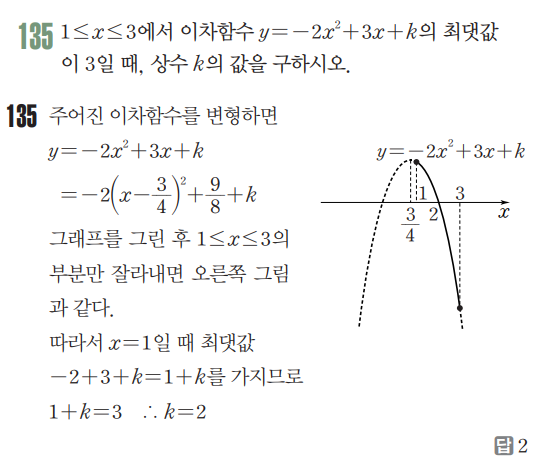 135 1≤x≤3에서 이차함수 y=-2x²+3x+k의 최댓값
이 3일 때, 상수 k의 값을 구하시오.
135 주어진 이차함수를 변형하면
y=-2x²+3x+k
=-2(x-3/4)²+9/8+k
그래프를 그린 후 1≤x≤3의
부분만 잘라내면 오른쪽 그림
과 같다.
따라서 x=1일 때 최댓값
-2+3+k=1+k를 가지므로
1+k=3 ∴ k=2
y=-2x²+3x+k
1 3
3/4 2 x
답 2